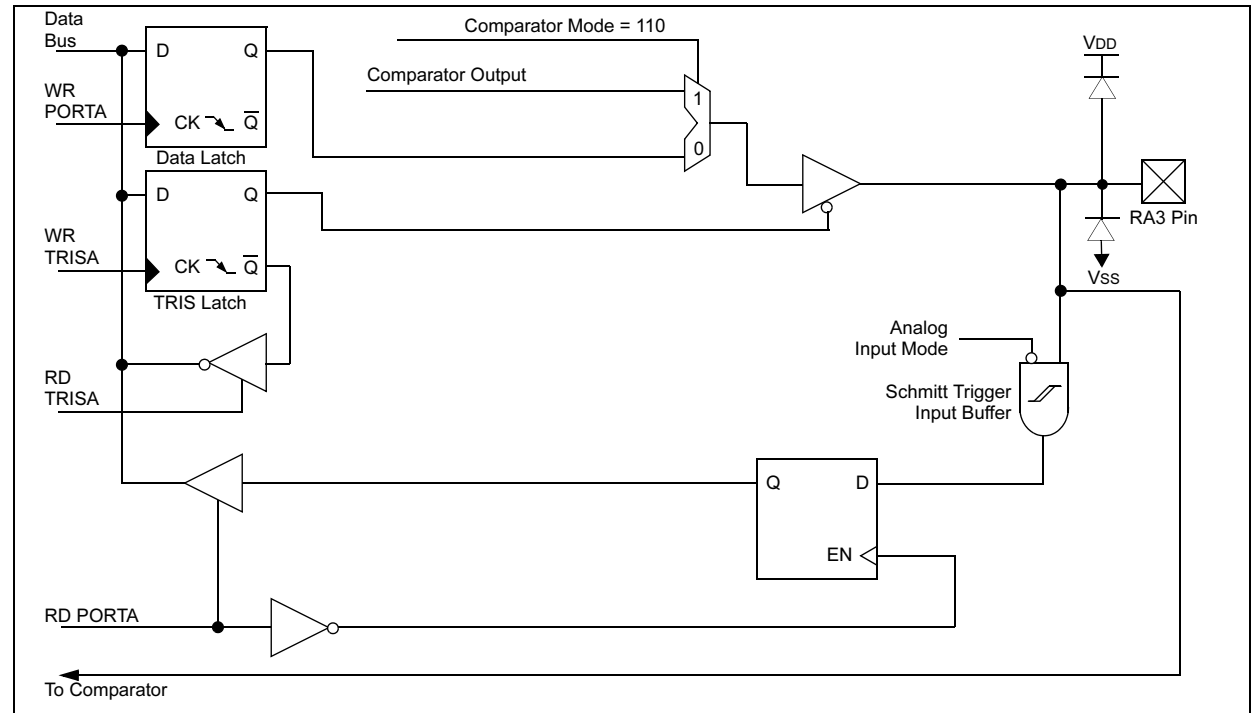 Data
Bus
D
Q
WR
PORTA
CK
Q̅
Data Latch
Comparator Mode = 110
Comparator Output
1
0
VDD
RA3 Pin
VSS
D
Q
WR
TRISA
CK
Q̅
TRIS Latch
RD
TRISA
Analog
Input Mode
Schmitt Trigger
Input Buffer
Q
D
EN
RD PORTA
To Comparator